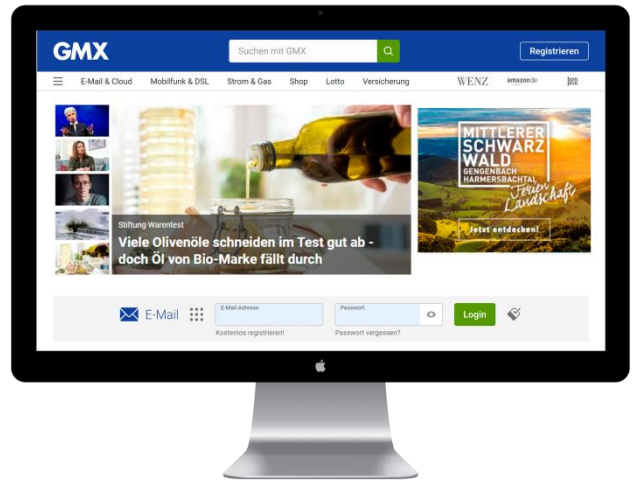 GMX
Suchen mit GMX
Registrieren
E-Mail & Cloud Mobilfunk & DSL Strom & Gas Shop Lotto Versicherung WENZ amazon.de bon prix
MITTLERER
SCHWARZ
WALD
GENGENBACH
HARMERSBACHTAL
Ferien
Landschaft
Jetzt entdecken!
Stiftung Warentest
Viele Olivenöle schneiden im Test gut ab -
doch Öl von Bio-Marke fällt durch
E-Mail
E-Mail-Adresse
Passwort
Login
Kostenlos registrieren!
Passwort vergessen?